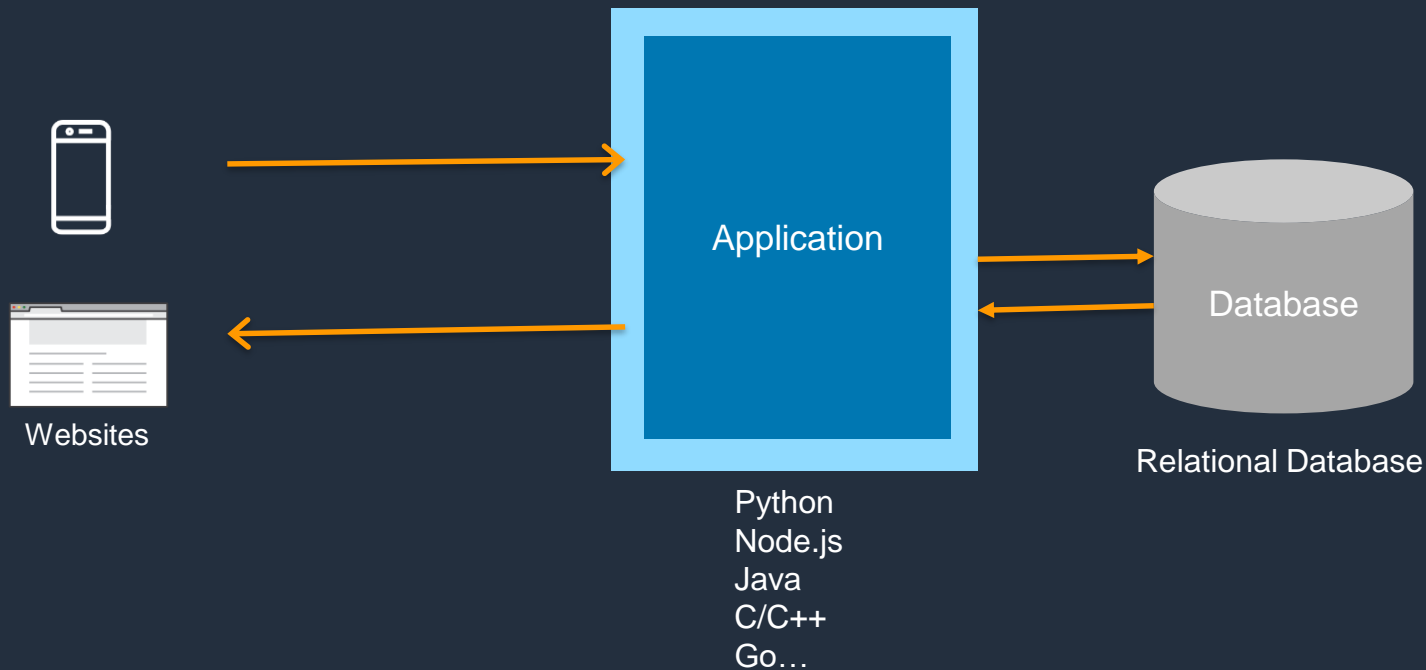 Application
Database
Websites
Relational Database
Python
Node.js
Java
C/C++
Go…